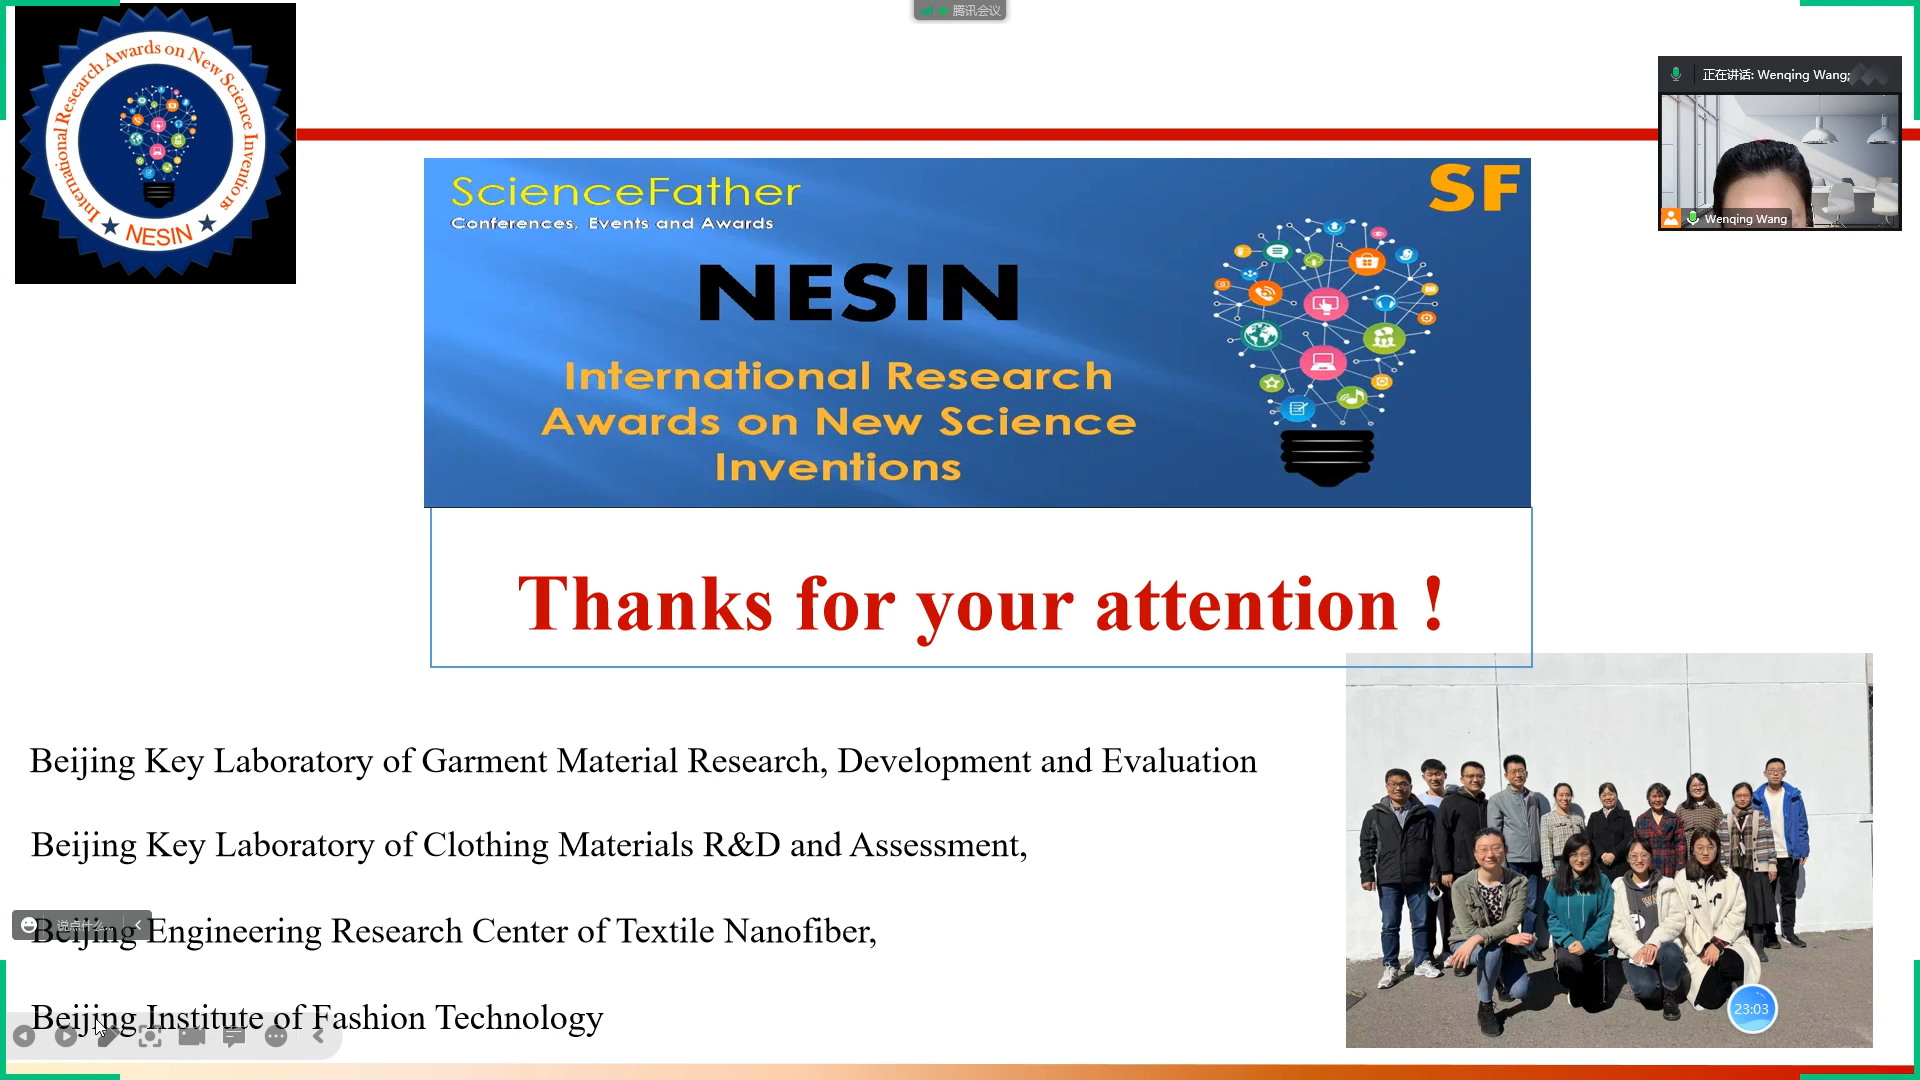 腾讯会议
International Research Awards on New Science Inventions
NESIN
正在讲话: Wenqing Wang;
Wenqing Wang
ScienceFather
SF
Conferences, Events and Awards
NESIN
International Research
Awards on New Science
Inventions
Thanks for your attention !
Beijing Key Laboratory of Garment Material Research, Development and Evaluation
Beijing Key Laboratory of Clothing Materials R&D and Assessment,
说点什么...
Beijing Engineering Research Center of Textile Nanofiber,
Beijing Institute of Fashion Technology
23:03